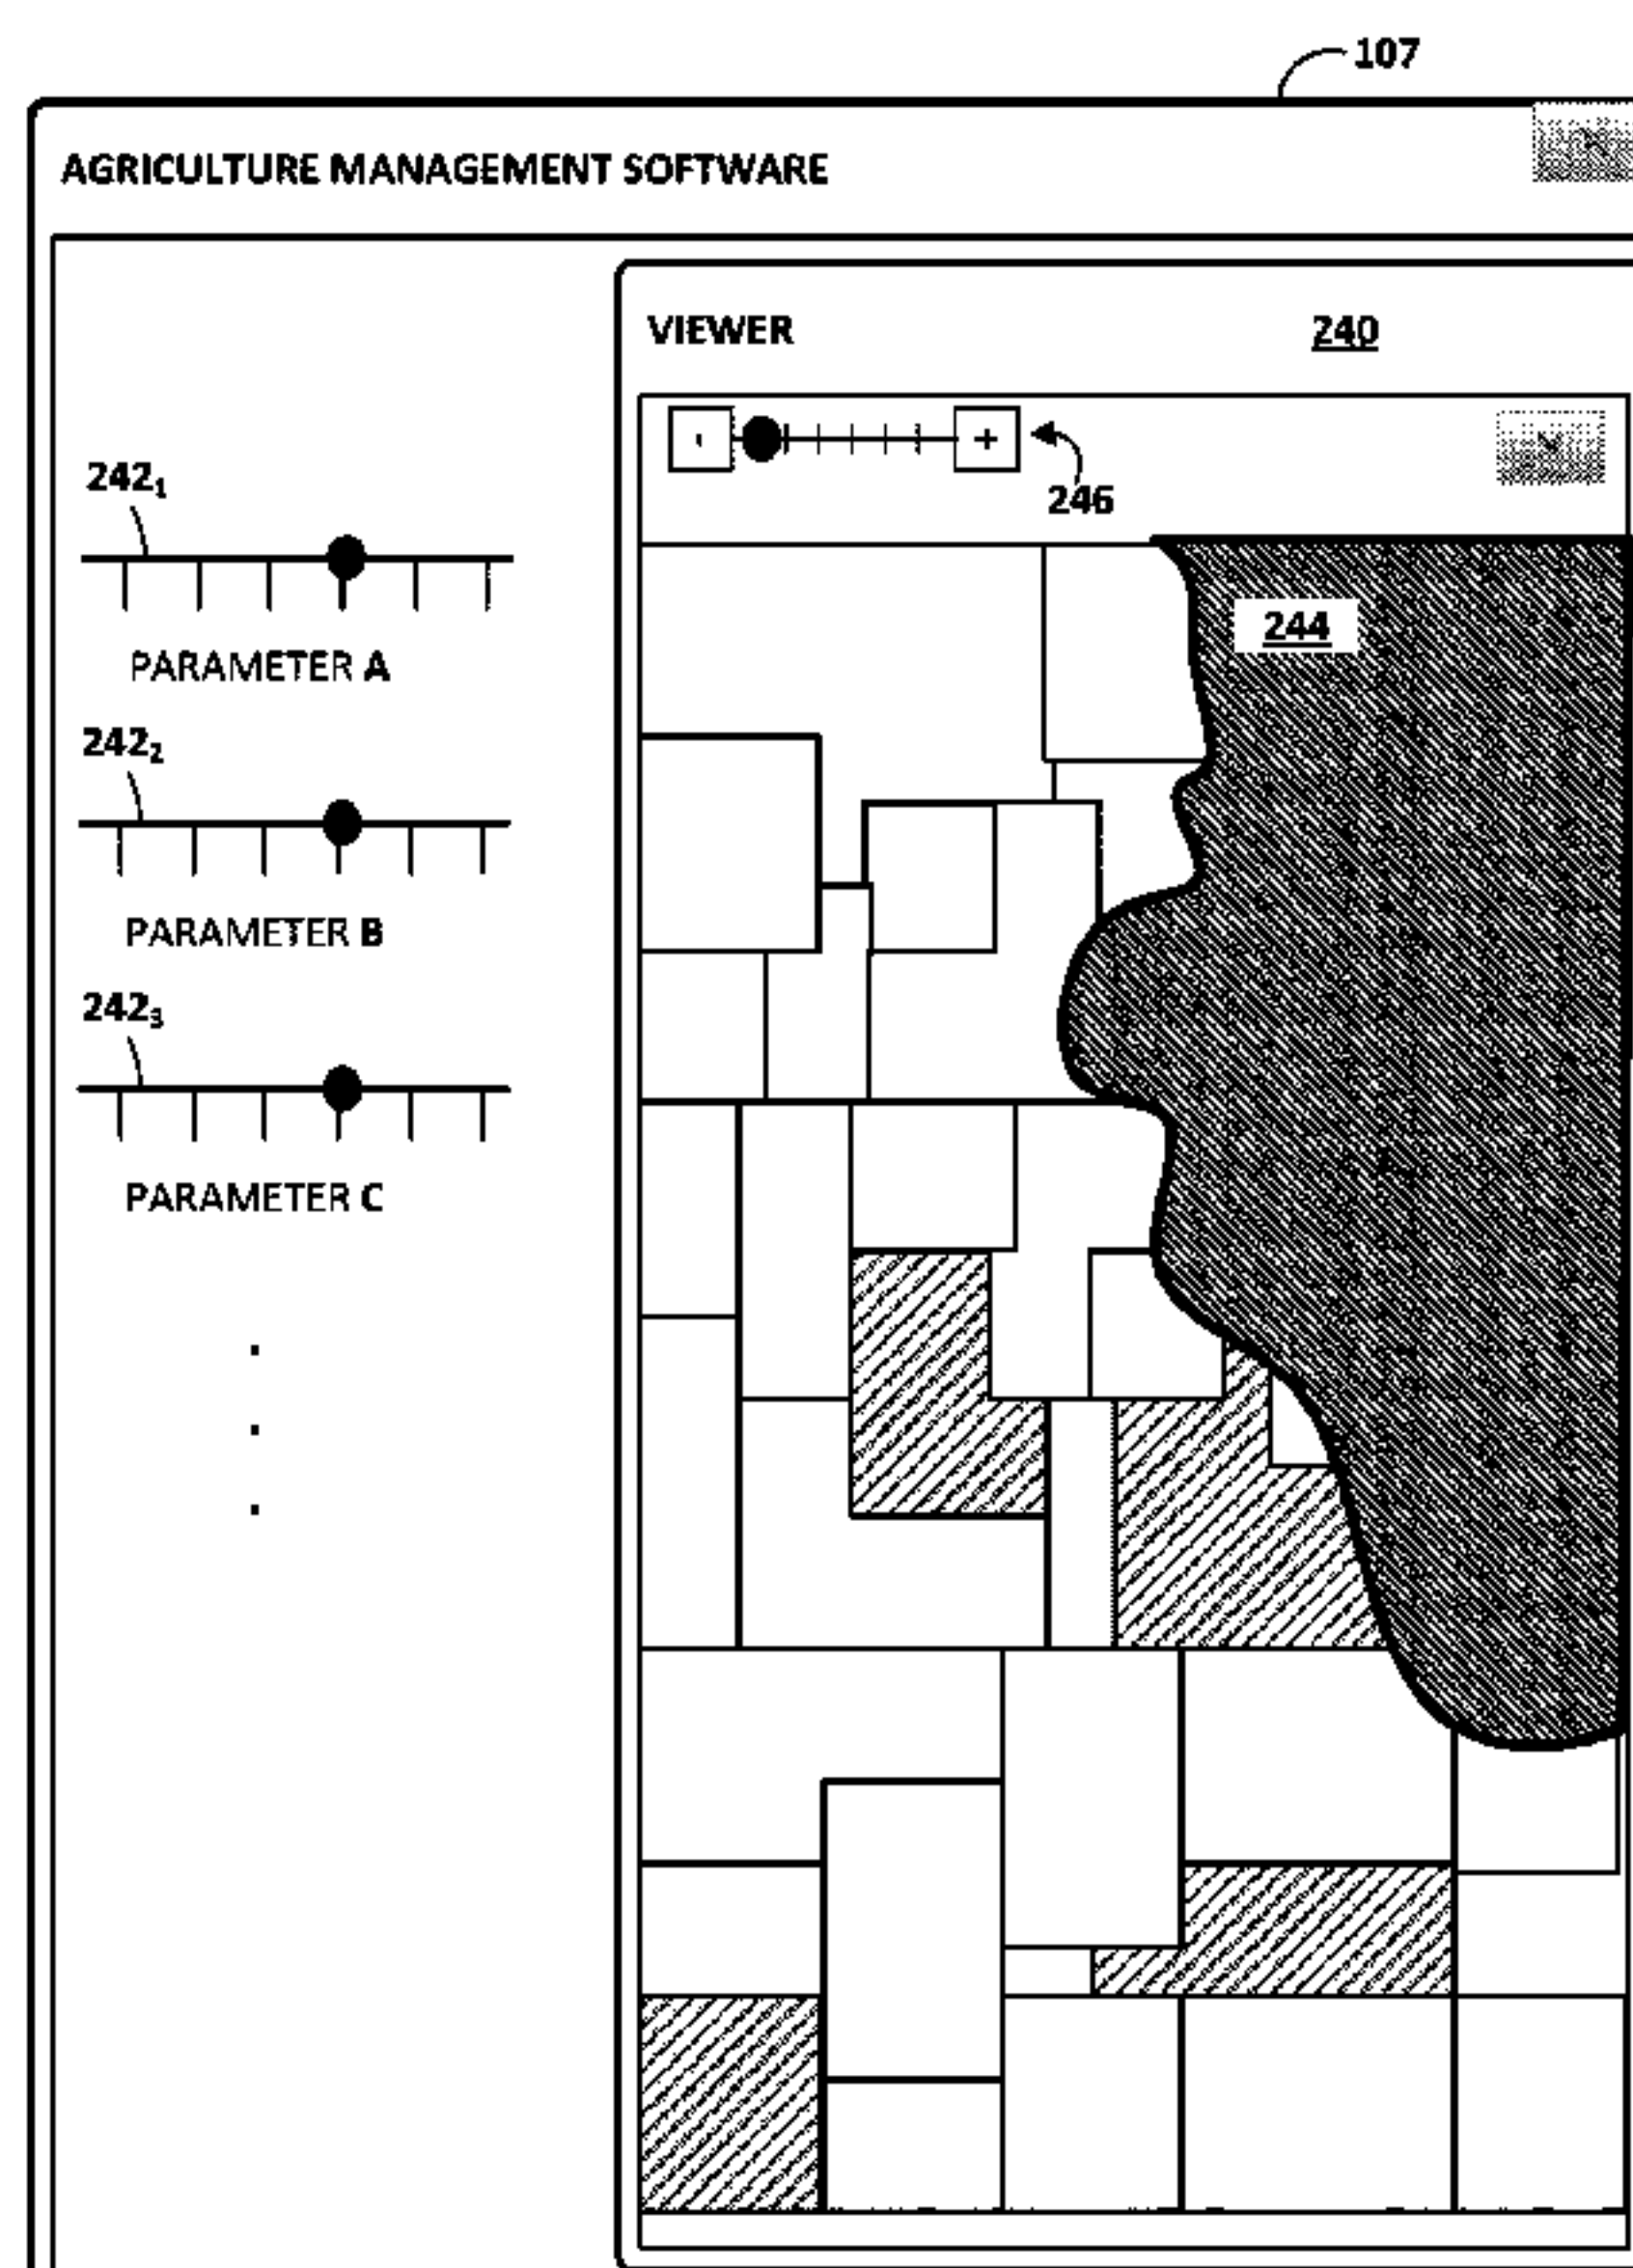 107
AGRICULTURE MANAGEMENT SOFTWARE
VIEWER 240
- +
246
242₁
PARAMETER A
244
242₂
PARAMETER B
242₃
PARAMETER C